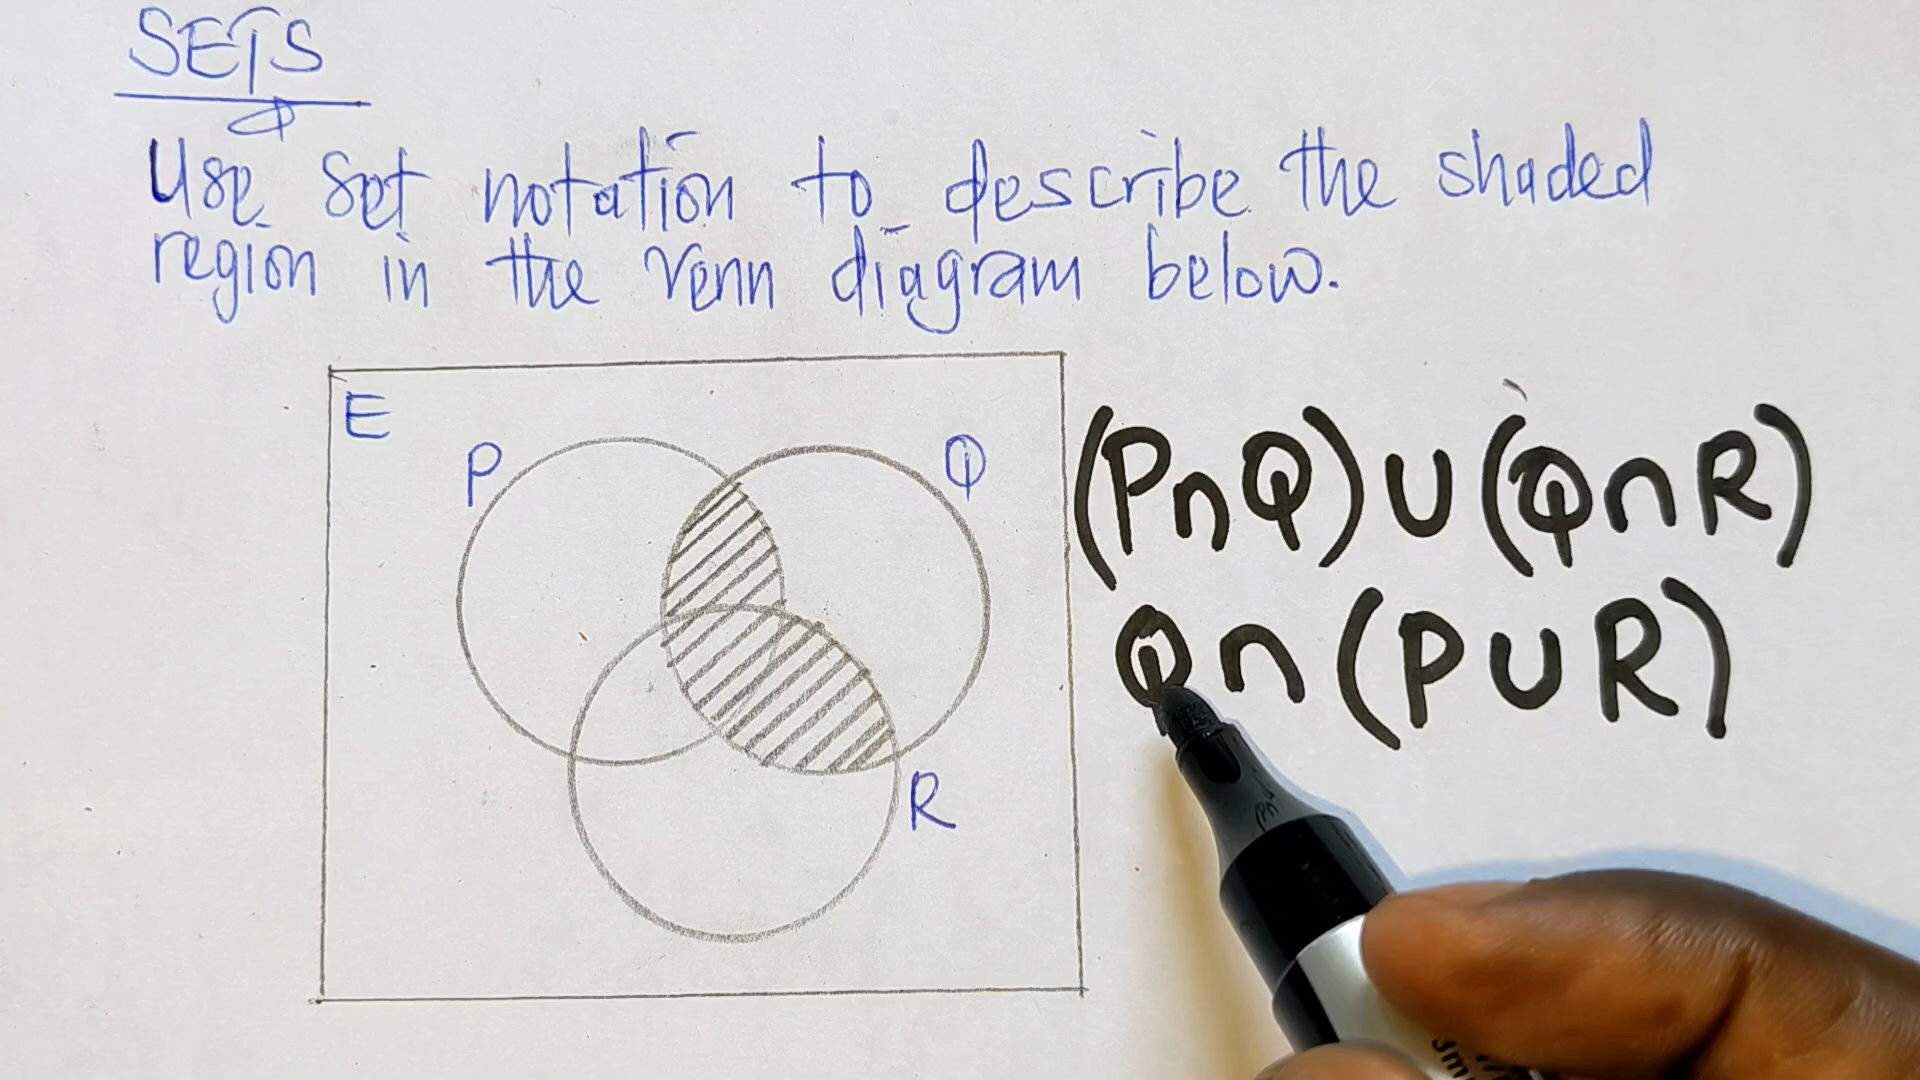 SETS
Use set notation to describe the shaded
region in the Venn diagram below.
E
P
Q
R
(P∩Q)∪(Q∩R)
Q∩(P∪R)